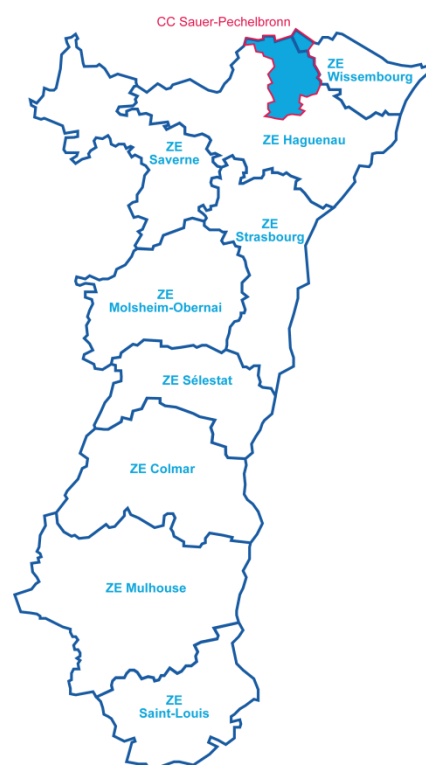 CC Sauer-Pechelbronn
ZE
Wissembourg
ZE Haguenau
ZE
Saverne
ZE
Strasbourg
ZE
Molsheim-Obernai
ZE Sélestat
ZE Colmar
ZE Mulhouse
ZE
Saint-Louis